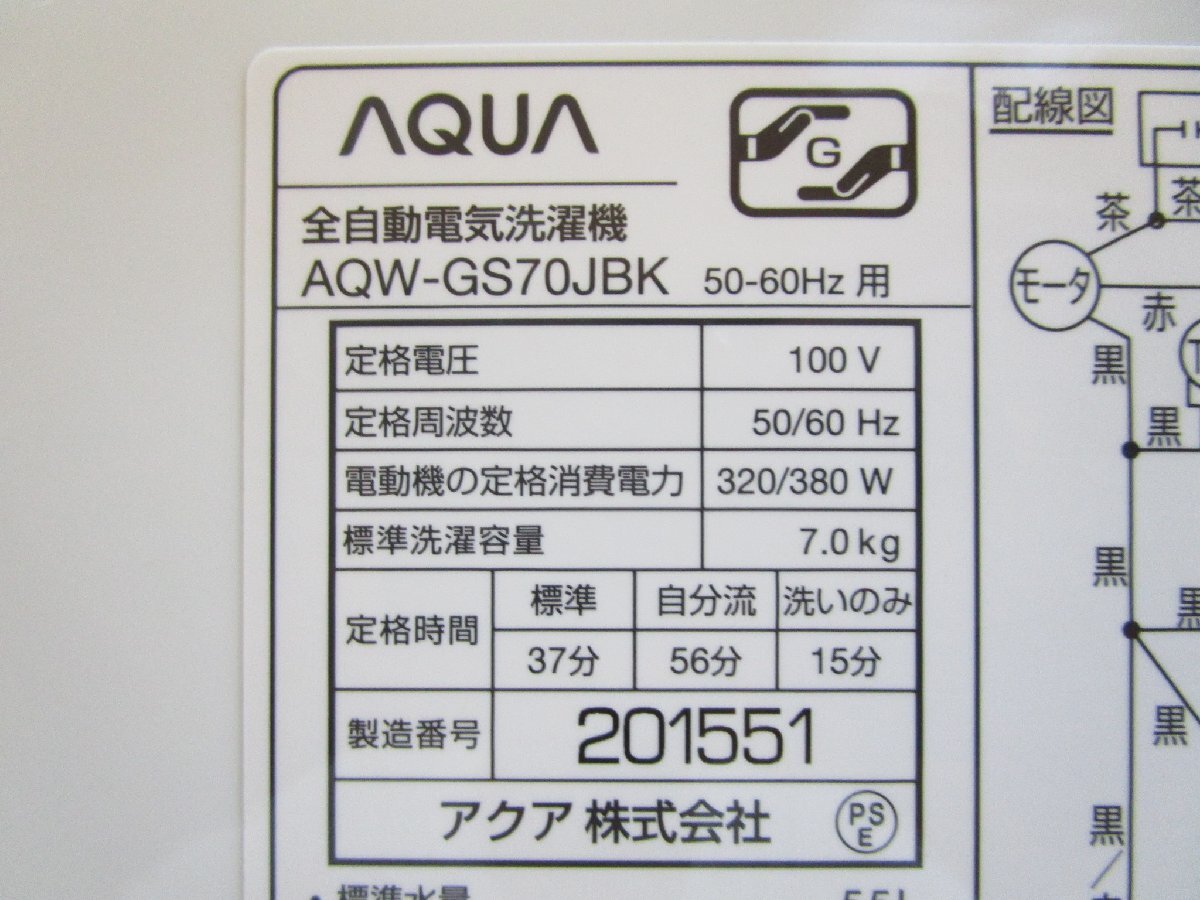 AQUA
G
全自動電気洗濯機
AQW-GS70JBK 50-60Hz 用
定格電圧 100 V
定格周波数 50/60 Hz
電動機の定格消費電力 320/380 W
標準洗濯容量 7.0 kg
定格時間 標準 自分流 洗いのみ
37分 56分 15分
製造番号 201551
アクア 株式会社 PSE
・標準水量 55L
配線図
茶 茶
モータ
赤
黒
黒
黒
黒
黒
黒/